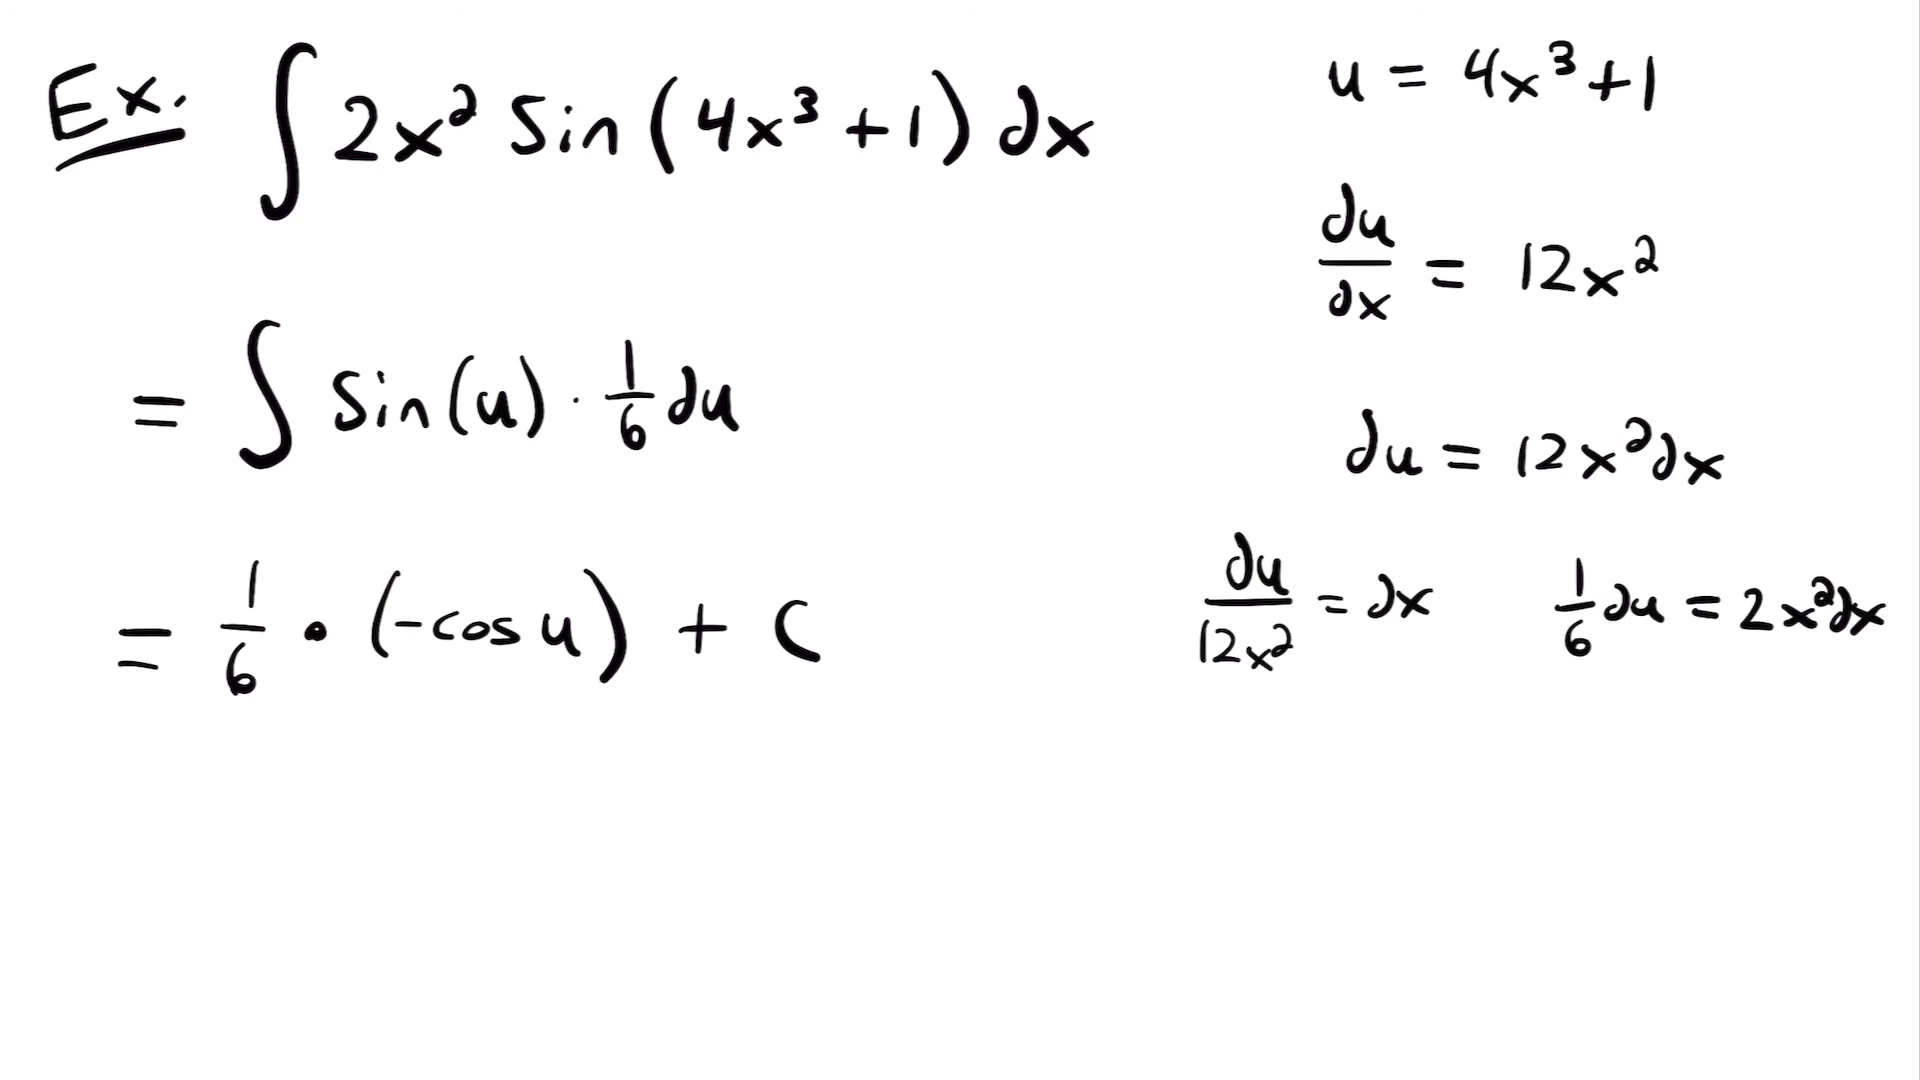 Ex. ∫ 2x² sin(4x³ + 1) dx
= ∫ sin(u) · 1/6 du
= 1/6 • (-cos u) + C
u = 4x³ + 1
du/dx = 12x²
du = 12x² dx
du/12x² = dx
1/6 du = 2x² dx